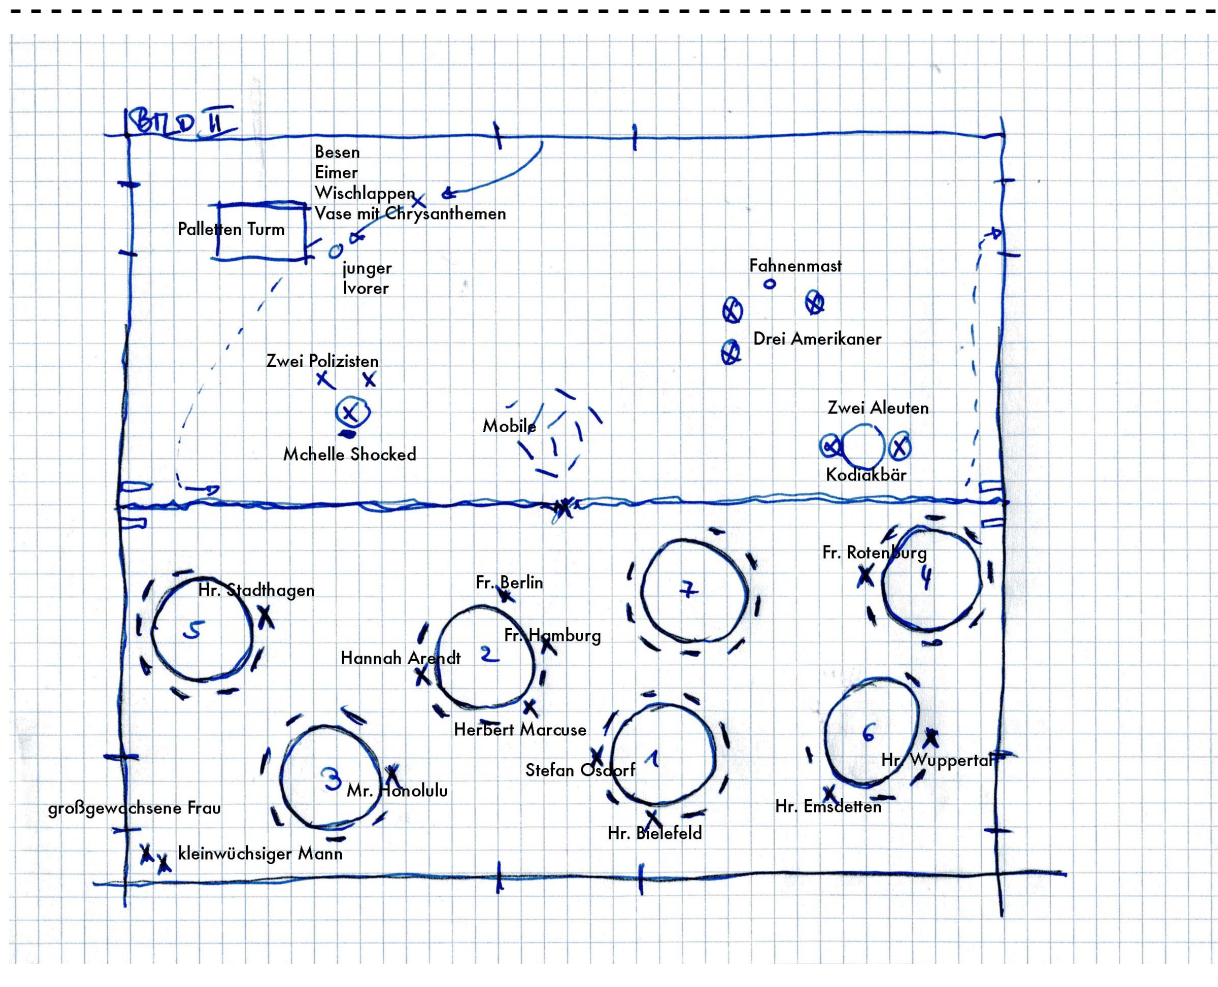 BILD II
Besen
Eimer
Wischlappen
Vase mit Chrysanthemen
Palletten Turm
junger
Ivorer
Fahnenmast
Drei Amerikaner
Zwei Polizisten
Mchelle Shocked
Mobile
Zwei Aleuten
Kodiakbär
Fr. Rotenburg
4
7
Hr. Stadthagen
5
Fr. Berlin
Fr. Hamburg
Hannah Arendt
2
Herbert Marcuse
Stefan Osdorf
1
Hr. Bielefeld
6
Hr. Wuppertal
Hr. Emsdetten
3
Mr. Honolulu
großgewachsene Frau
kleinwüchsiger Mann